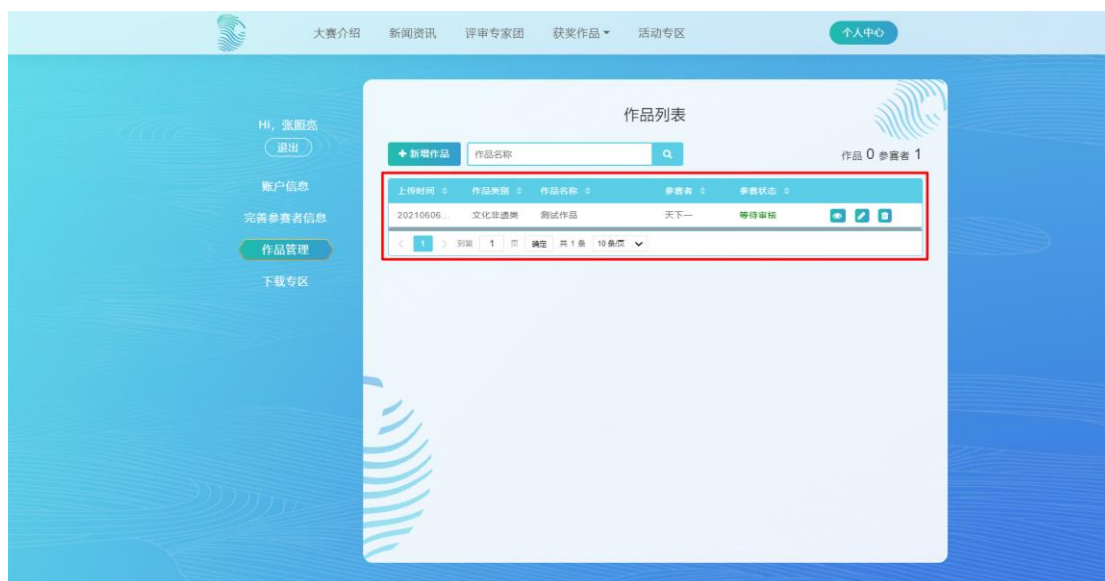 大赛介绍 新闻资讯 评审专家团 获奖作品 活动专区 个人中心
Hi,
退出
账户信息
完善参赛者信息
作品管理
下载专区
作品列表
新增作品 作品名称
作品 0 参赛者 1
上传时间 作品类别 作品名称 参赛者 参赛状态
20210606... 文化非遗类 测试作品 天下一 等待审核
< 1 > 到第 1 页 确定 共 1 条 10 条/页